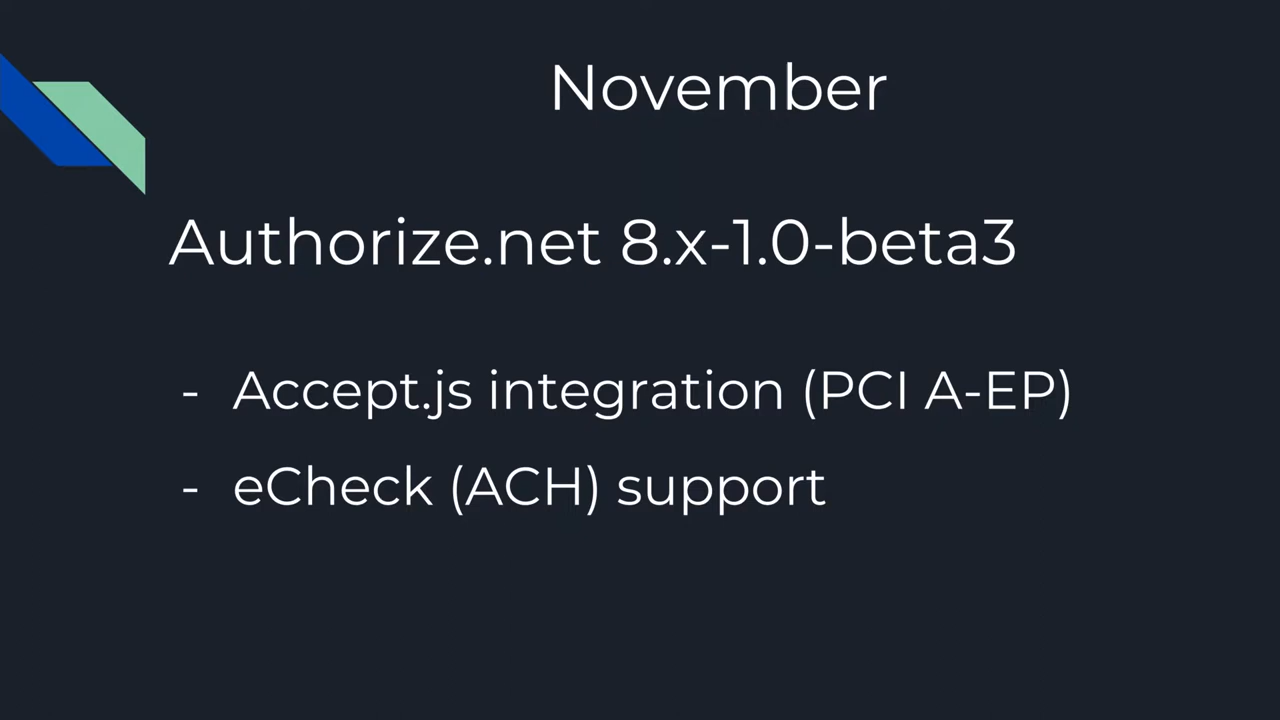 November
Authorize.net 8.x-1.0-beta3
- Accept.js integration (PCI A-EP)
- eCheck (ACH) support